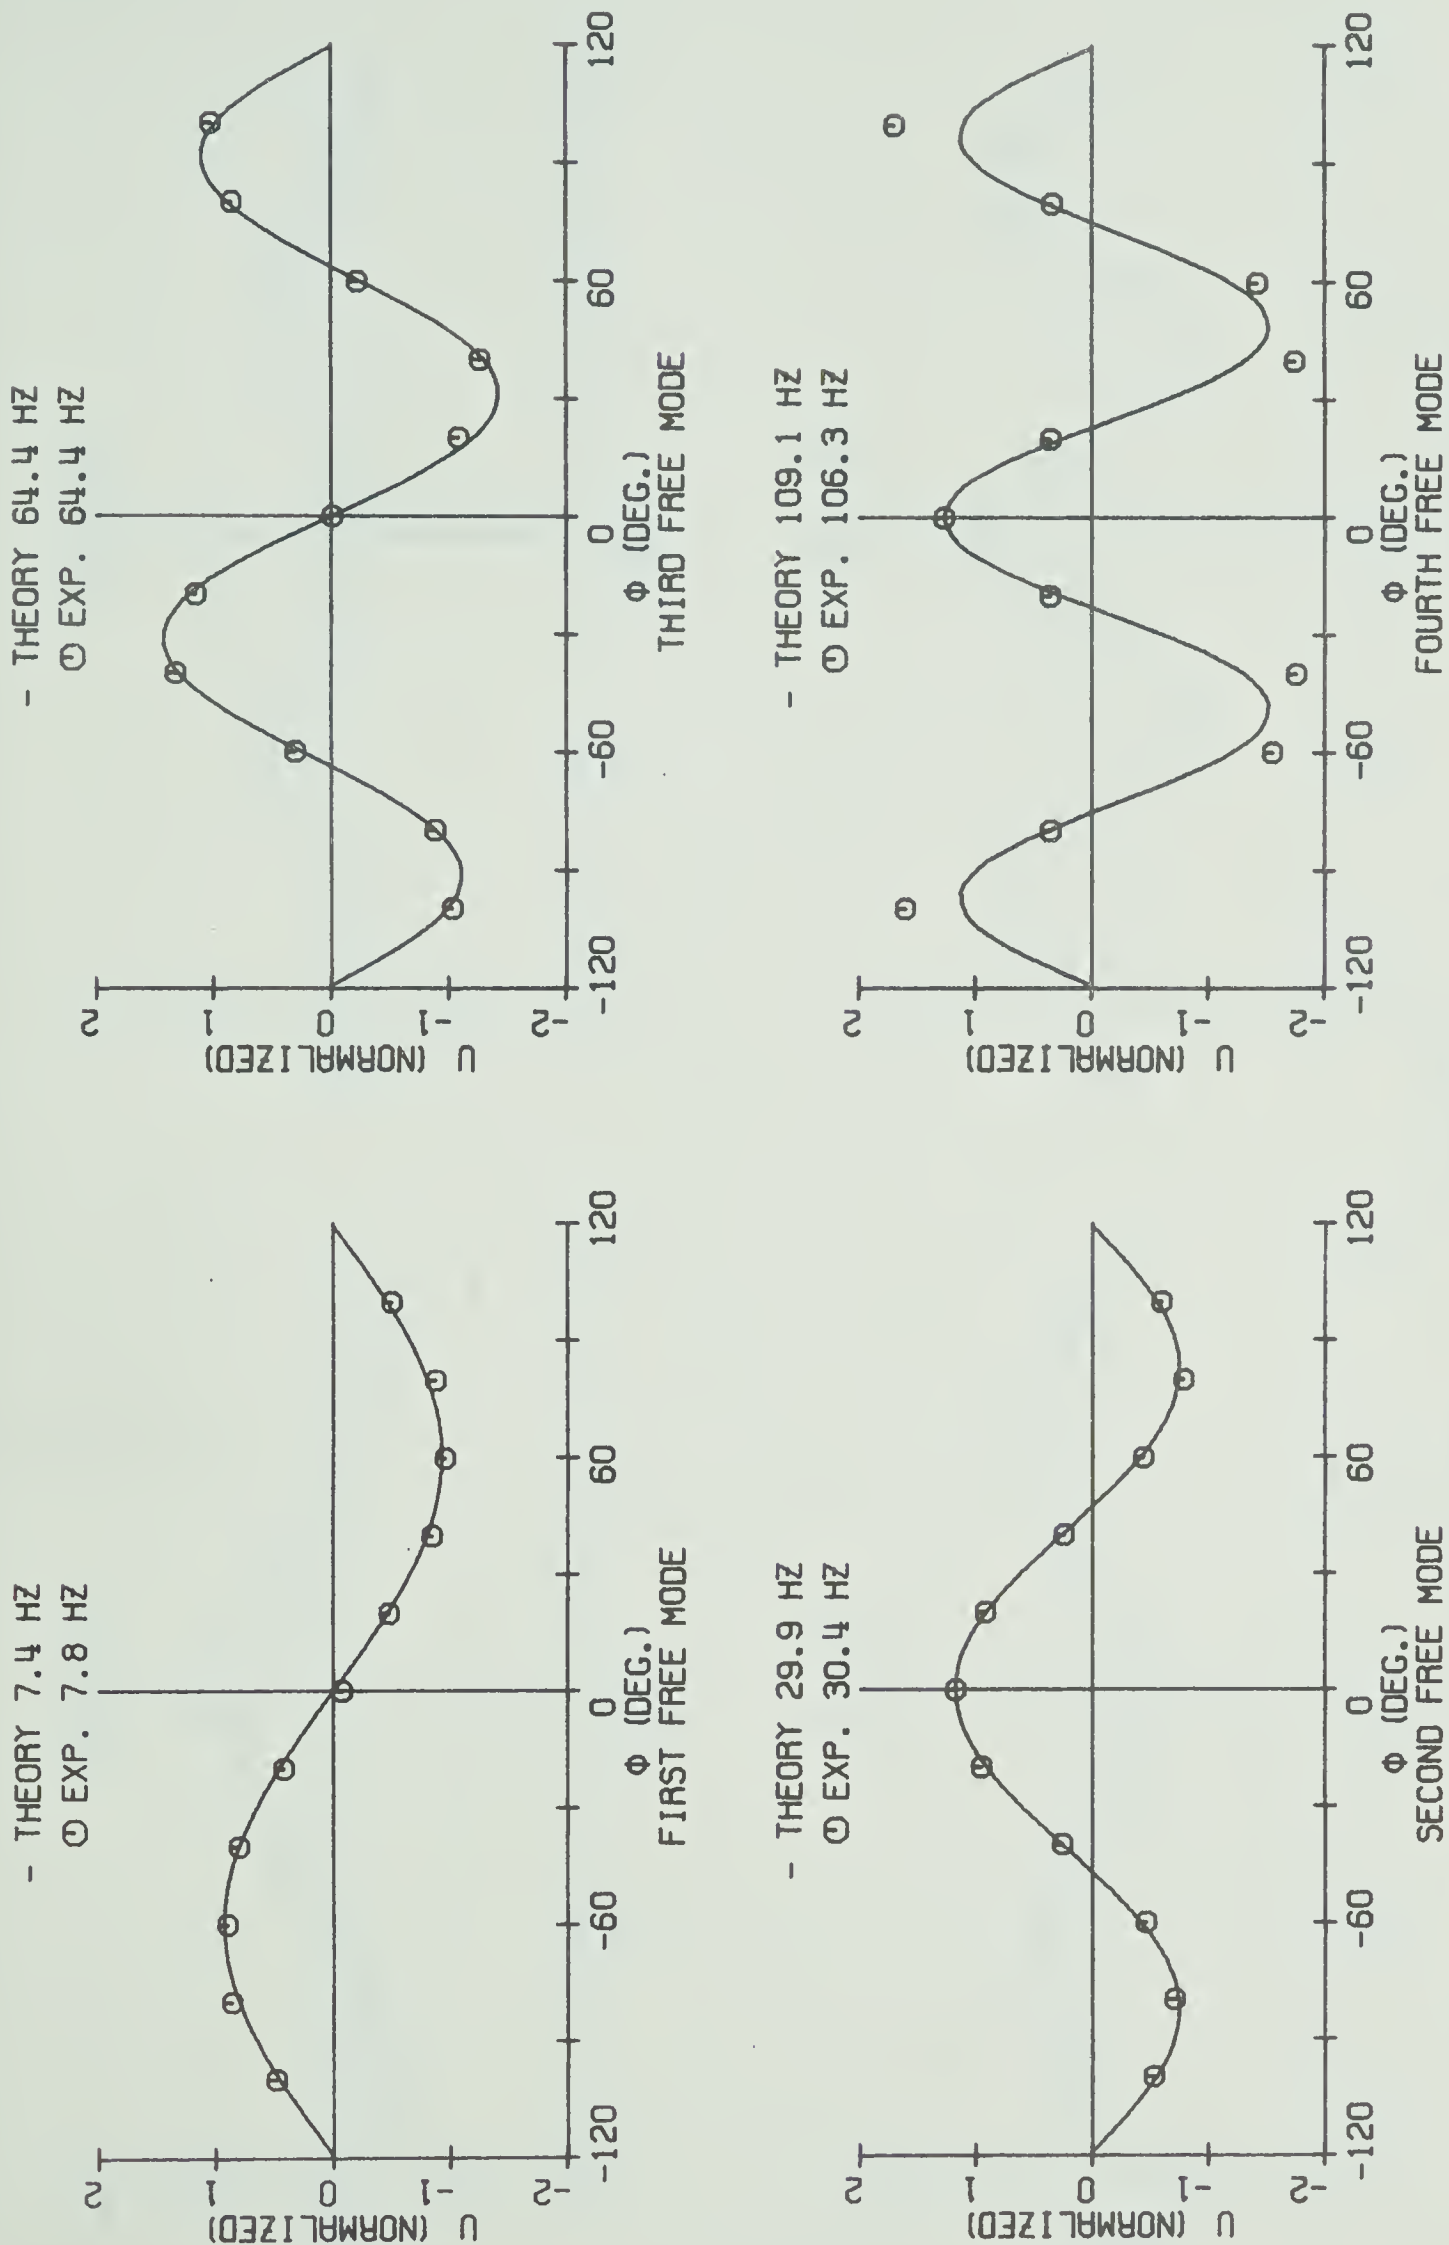 - THEORY 7.4 HZ
⊙ EXP. 7.8 HZ
U (NORMALIZED)
2
1
0
-1
-2
-120
-60
0
60
120
Φ (DEG.)
FIRST FREE MODE
- THEORY 64.4 HZ
⊙ EXP. 64.4 HZ
U (NORMALIZED)
2
1
0
-1
-2
-120
-60
0
60
120
Φ (DEG.)
THIRD FREE MODE
- THEORY 29.9 HZ
⊙ EXP. 30.4 HZ
U (NORMALIZED)
2
1
0
-1
-2
-120
-60
0
60
120
Φ (DEG.)
SECOND FREE MODE
- THEORY 109.1 HZ
⊙ EXP. 106.3 HZ
U (NORMALIZED)
2
1
0
-1
-2
-120
-60
0
60
120
Φ (DEG.)
FOURTH FREE MODE